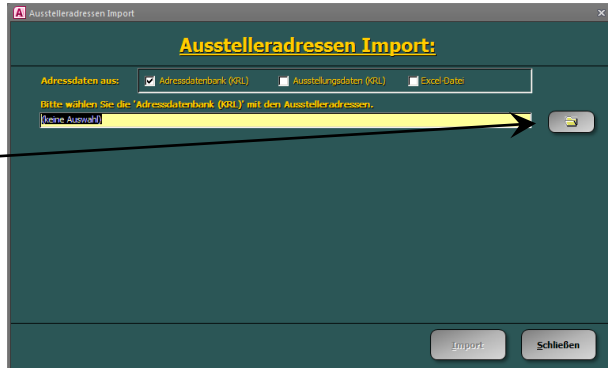 A Ausstelleradressen Import
Ausstelleradressen Import:
Adressdaten aus: Adressdatenbank (KRL) Ausstellungsdaten (KRL) Excel-Datei
Bitte wählen Sie die 'Adressdatenbank (KRL)' mit den Ausstelleradressen.
(keine Auswahl)
Import Schließen